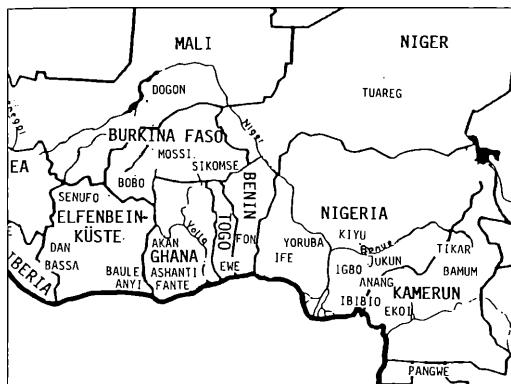 MALI
NIGER
DOGON
TUAREG
Niger
BURKINA FASO
MOSSI
SIKOMSE
EA
BOBO
BENIN
SENUFO
ELFENBEIN-
KÜSTE
NIGERIA
KIYU
Benue
Volta
TOGO
FON
YORUBA
IFE
DAN
BASSA
AKAN
GHANA
ASHANTI
FANTE
EWE
IGBO
JUKUN
TIKAR
ANANG
BAMUM
IBERIA
BAULE
ANYI
IBIBIO
KAMERUN
EKOI
PANGWE